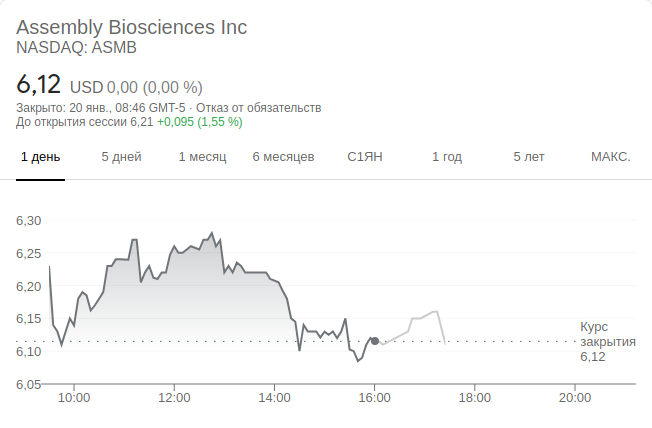 Assembly Biosciences Inc
NASDAQ: ASMB
6,12 USD 0,00 (0,00 %)
Закрыто: 20 янв., 08:46 GMT-5 · Отказ от обязательств
До открытия сессии 6,21 +0,095 (1,55 %)
1 день 5 дней 1 месяц 6 месяцев С1ЯН 1 год 5 лет МАКС.
6,30
6,25
6,20
6,15
6,10
6,05
Курс
закрытия
6,12
10:00 12:00 14:00 16:00 18:00 20:00